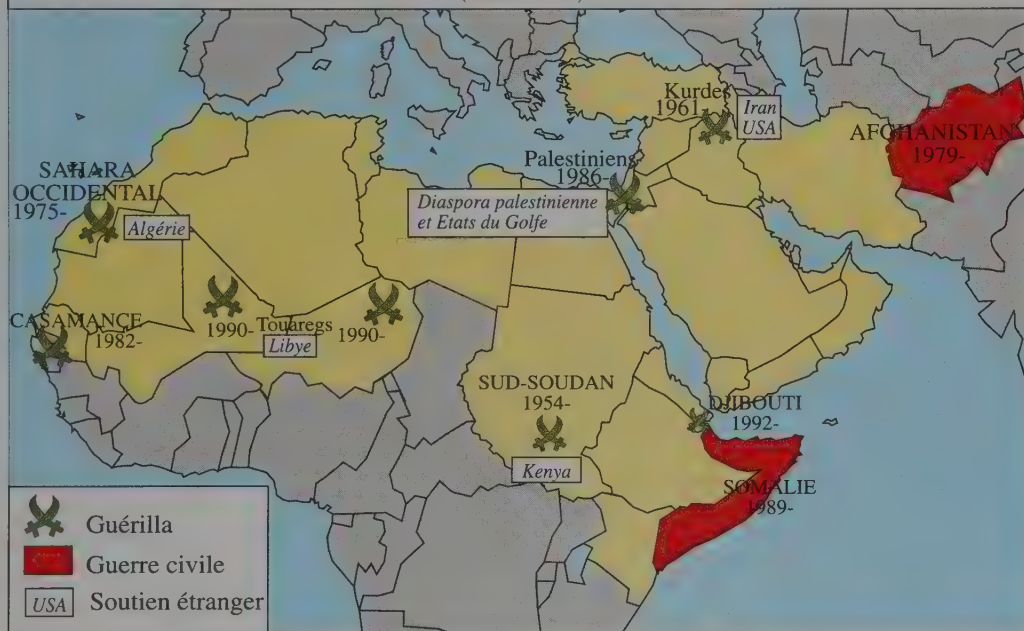 Kurdes
1961-
Iran
USA
AFGHANISTAN
1979-
Palestiniens
1986-
Diaspora palestinienne
et Etats du Golfe
SAHARA
OCCIDENTAL
1975-
Algérie
CASAMANCE
1982-
1990- Touaregs 1990-
Libye
SUD-SOUDAN
1954-
Kenya
DJIBOUTI
1992-
SOMALIE
1989-
Guérilla
Guerre civile
USA Soutien étranger